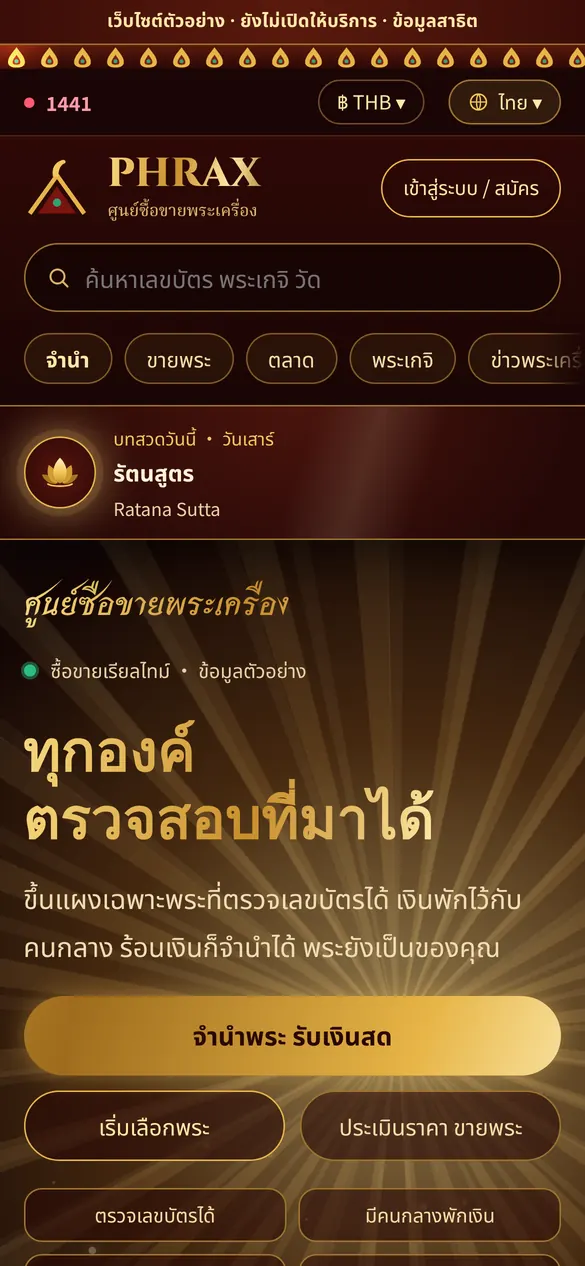 เว็บไซต์ตัวอย่าง · ยังไม่เปิดให้บริการ · ข้อมูลสาธิต
1441
฿ THB ▾
ไทย ▾
PHRAX
ศูนย์ซื้อขายพระเครื่อง
เข้าสู่ระบบ / สมัคร
ค้นหาเลขบัตร พระเกจิ วัด
จำนำ
ขายพระ
ตลาด
พระเกจิ
ข่าวพระเครื่
บทสวดวันนี้ • วันเสาร์
รัตนสูตร
Ratana Sutta
ศูนย์ซื้อขายพระเครื่อง
ซื้อขายเรียลไทม์ • ข้อมูลตัวอย่าง
ทุกองค์
ตรวจสอบที่มาได้
ขึ้นแผงเฉพาะพระที่ตรวจเลขบัตรได้ เงินพักไว้กับ
คนกลาง ร้อนเงินก็จำนำได้ พระยังเป็นของคุณ
จำนำพระ รับเงินสด
เริ่มเลือกพระ
ประเมินราคา ขายพระ
ตรวจเลขบัตรได้
มีคนกลางพักเงิน